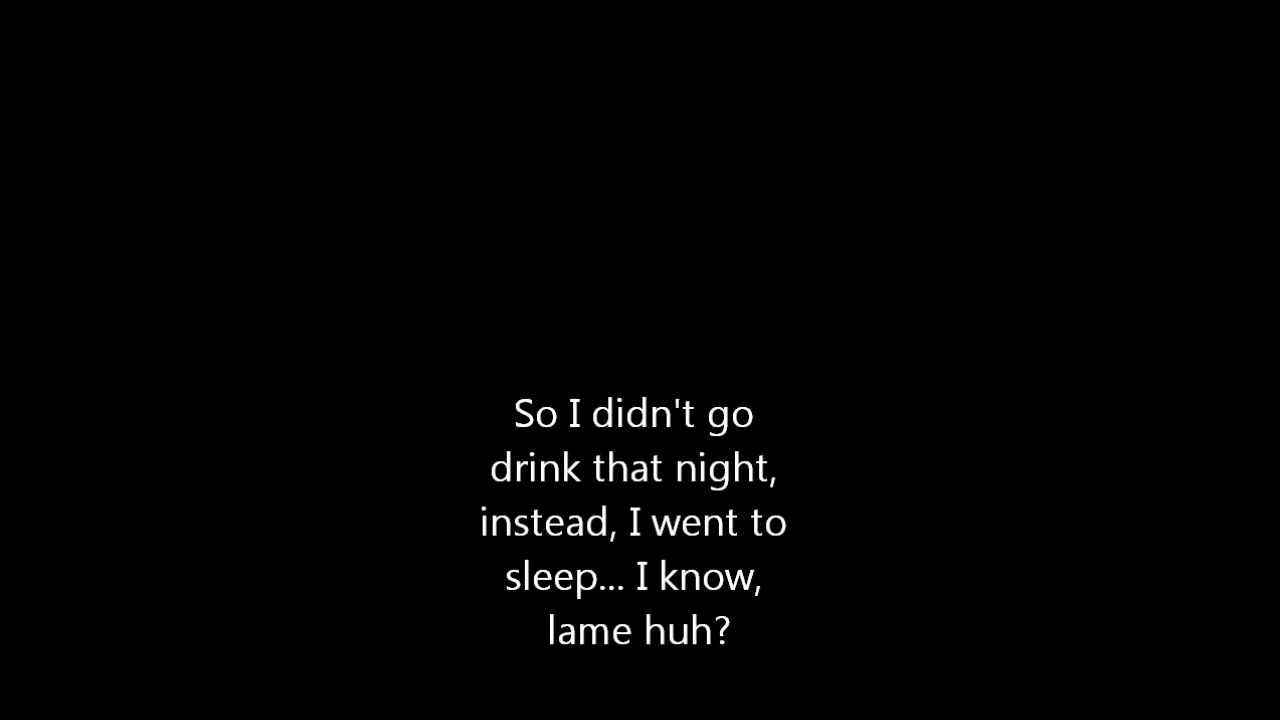 So I didn't go
drink that night,
instead, I went to
sleep... I know,
lame huh?